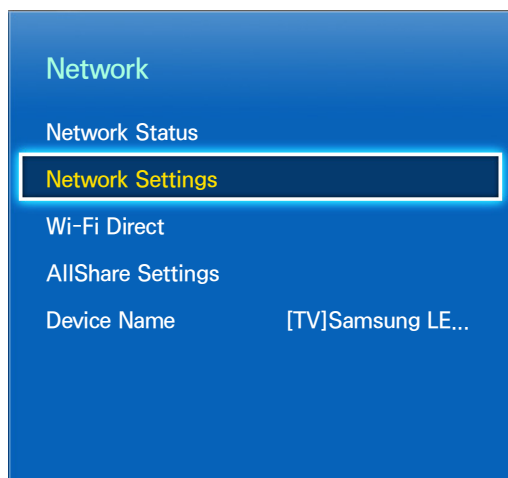 Network
Network Status
Network Settings
Wi-Fi Direct
AllShare Settings
Device Name [TV]Samsung LE...